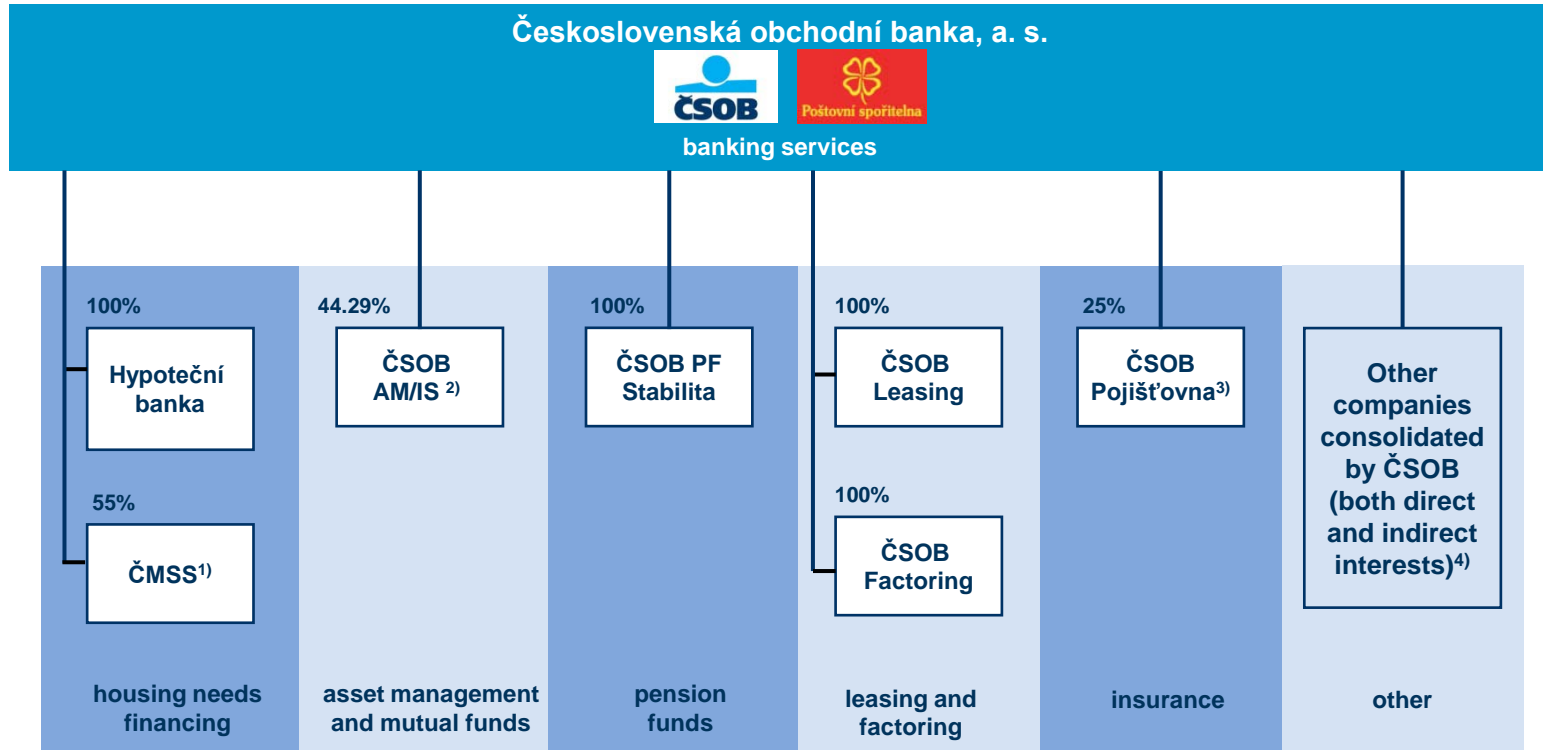 Československá obchodní banka, a. s.
ČSOB
Poštovní spořitelna
banking services
100%
Hypoteční
banka
55%
ČMSS1)
housing needs
financing
44.29%
ČSOB
AM/IS 2)
asset management
and mutual funds
100%
ČSOB PF
Stabilita
pension
funds
100%
ČSOB
Leasing
100%
ČSOB
Factoring
leasing and
factoring
25%
ČSOB
Pojišťovna3)
insurance
Other
companies
consolidated
by ČSOB
(both direct
and indirect
interests)4)
other